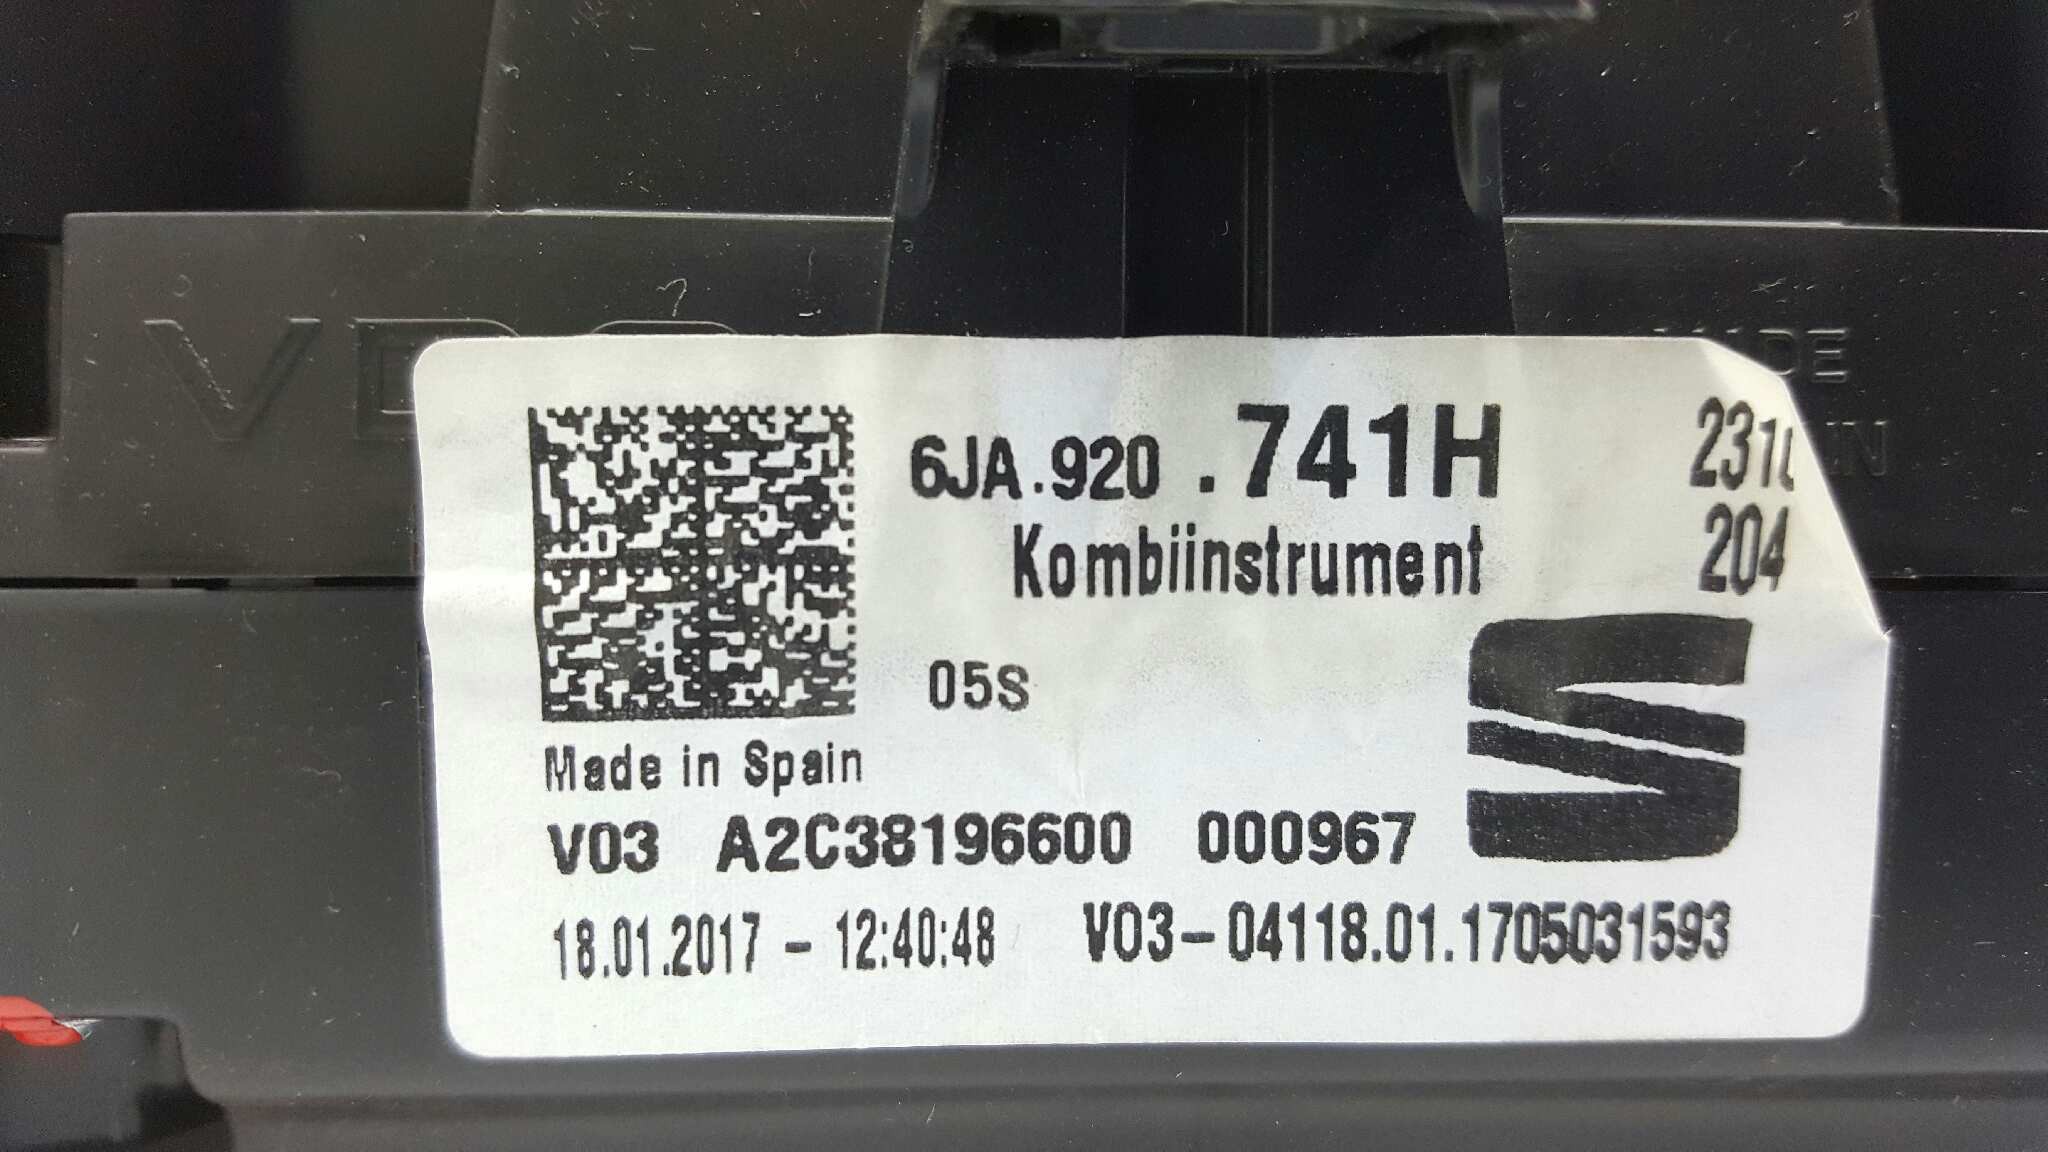 6JA.920 .741H
Kombiinstrument
204
05S
Made in Spain
V03 A2C38196600 000967
18.01.2017 - 12:40:48 V03-04118.01.1705031593